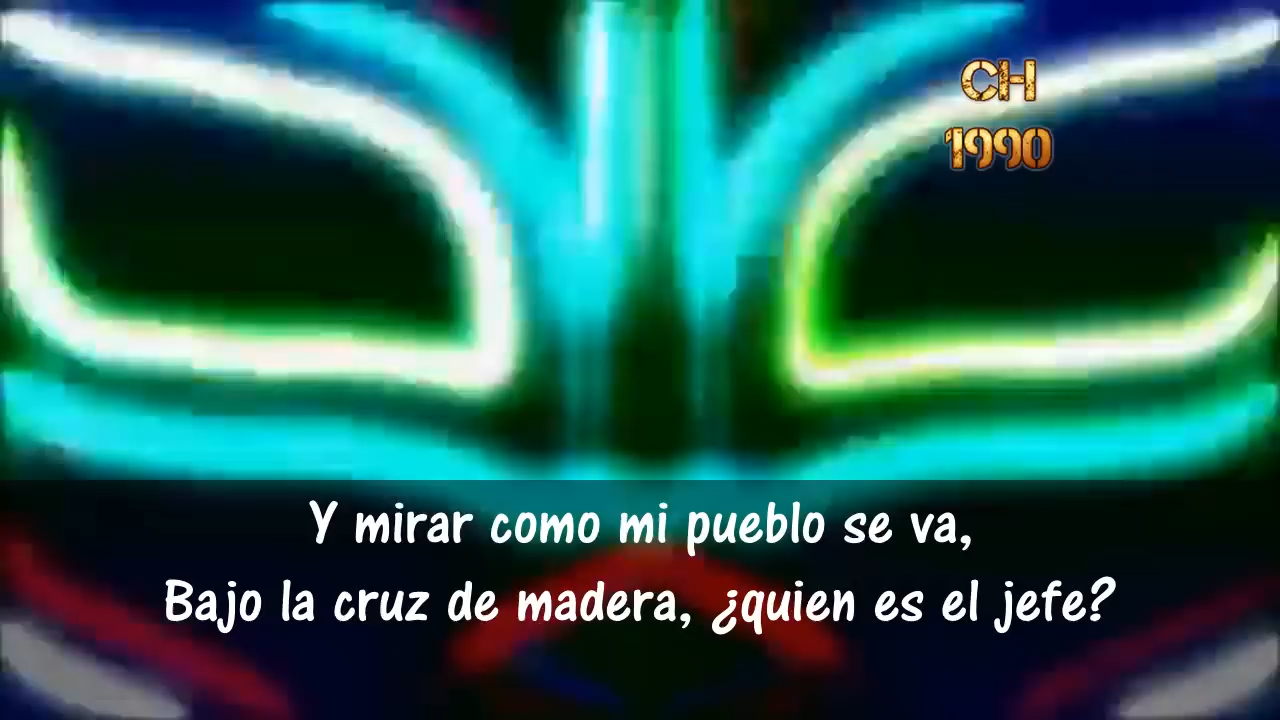 CH
1990
Y mirar como mi pueblo se va,
Bajo la cruz de madera, ¿quien es el jefe?